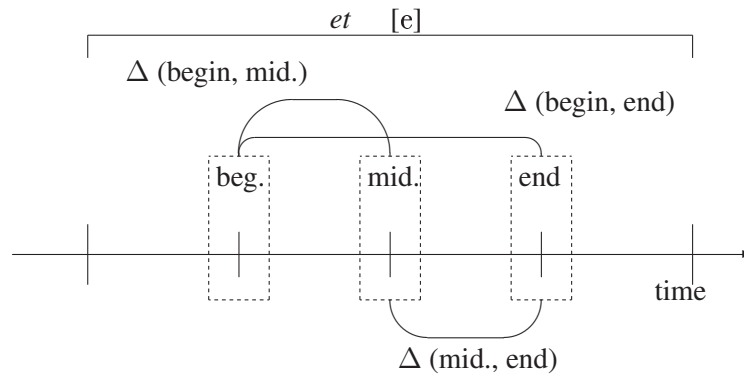 et [e]
Δ (begin, mid.)
Δ (begin, end)
beg. mid. end
time
Δ (mid., end)